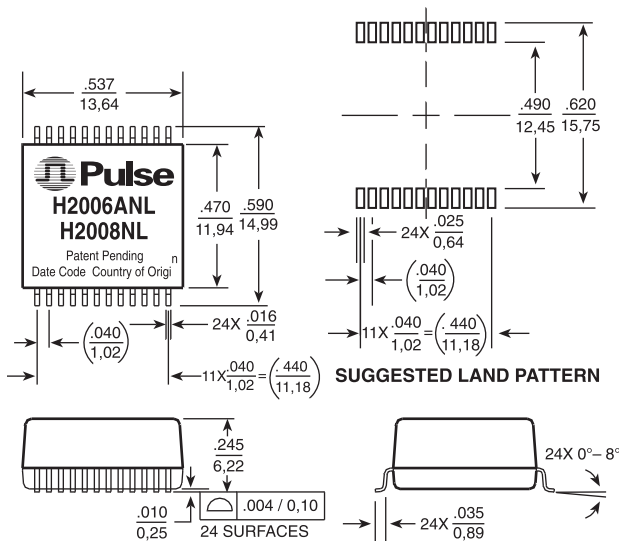 .537
13,64
Pulse
H2006ANL
H2008NL
Patent Pending
Date Code Country of Origi n
.470
11,94
.590
14,99
(.040
1,02)
24X .016
0,41
11X .040 = (.440
1,02 11,18)
.490
12,45
.620
15,75
24X .025
0,64
(.040
1,02)
11X .040 = (.440
1,02 11,18)
SUGGESTED LAND PATTERN
.245
6,22
.010
0,25
.004 / 0,10
24 SURFACES
24X 0°– 8°
24X .035
0,89